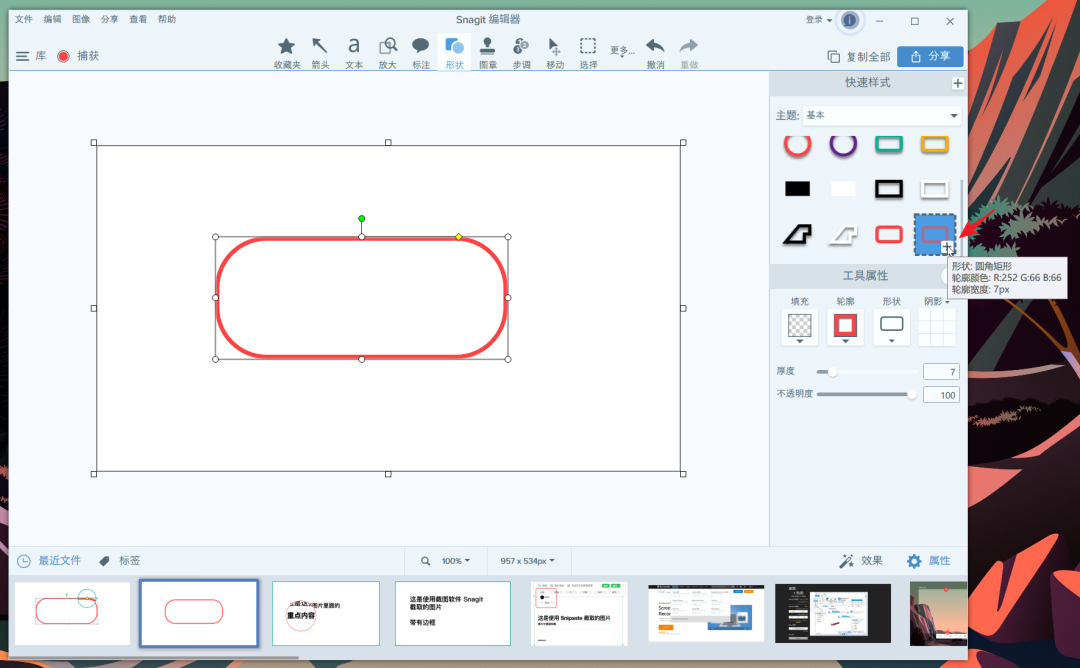 文件 编辑 图像 分享 查看 帮助
Snagit 编辑器
登录
库 捕获
收藏夹 箭头 文本 放大 标注 形状 图章 步调 移动 选择 更多... 撤消 重做
复制全部 分享
快速样式
主题: 基本
形状: 圆角矩形
轮廓颜色: R:252 G:66 B:66
轮廓宽度: 7px
工具属性
填充 轮廓 形状 阴影
厚度 7
不透明度 100
最近文件 标签 100% 957 x 534px 效果 属性
图片里面的
重点内容
这是使用截图软件 Snagit
截取的图片
带有边框
这是使用 Snipaste 截取的图片